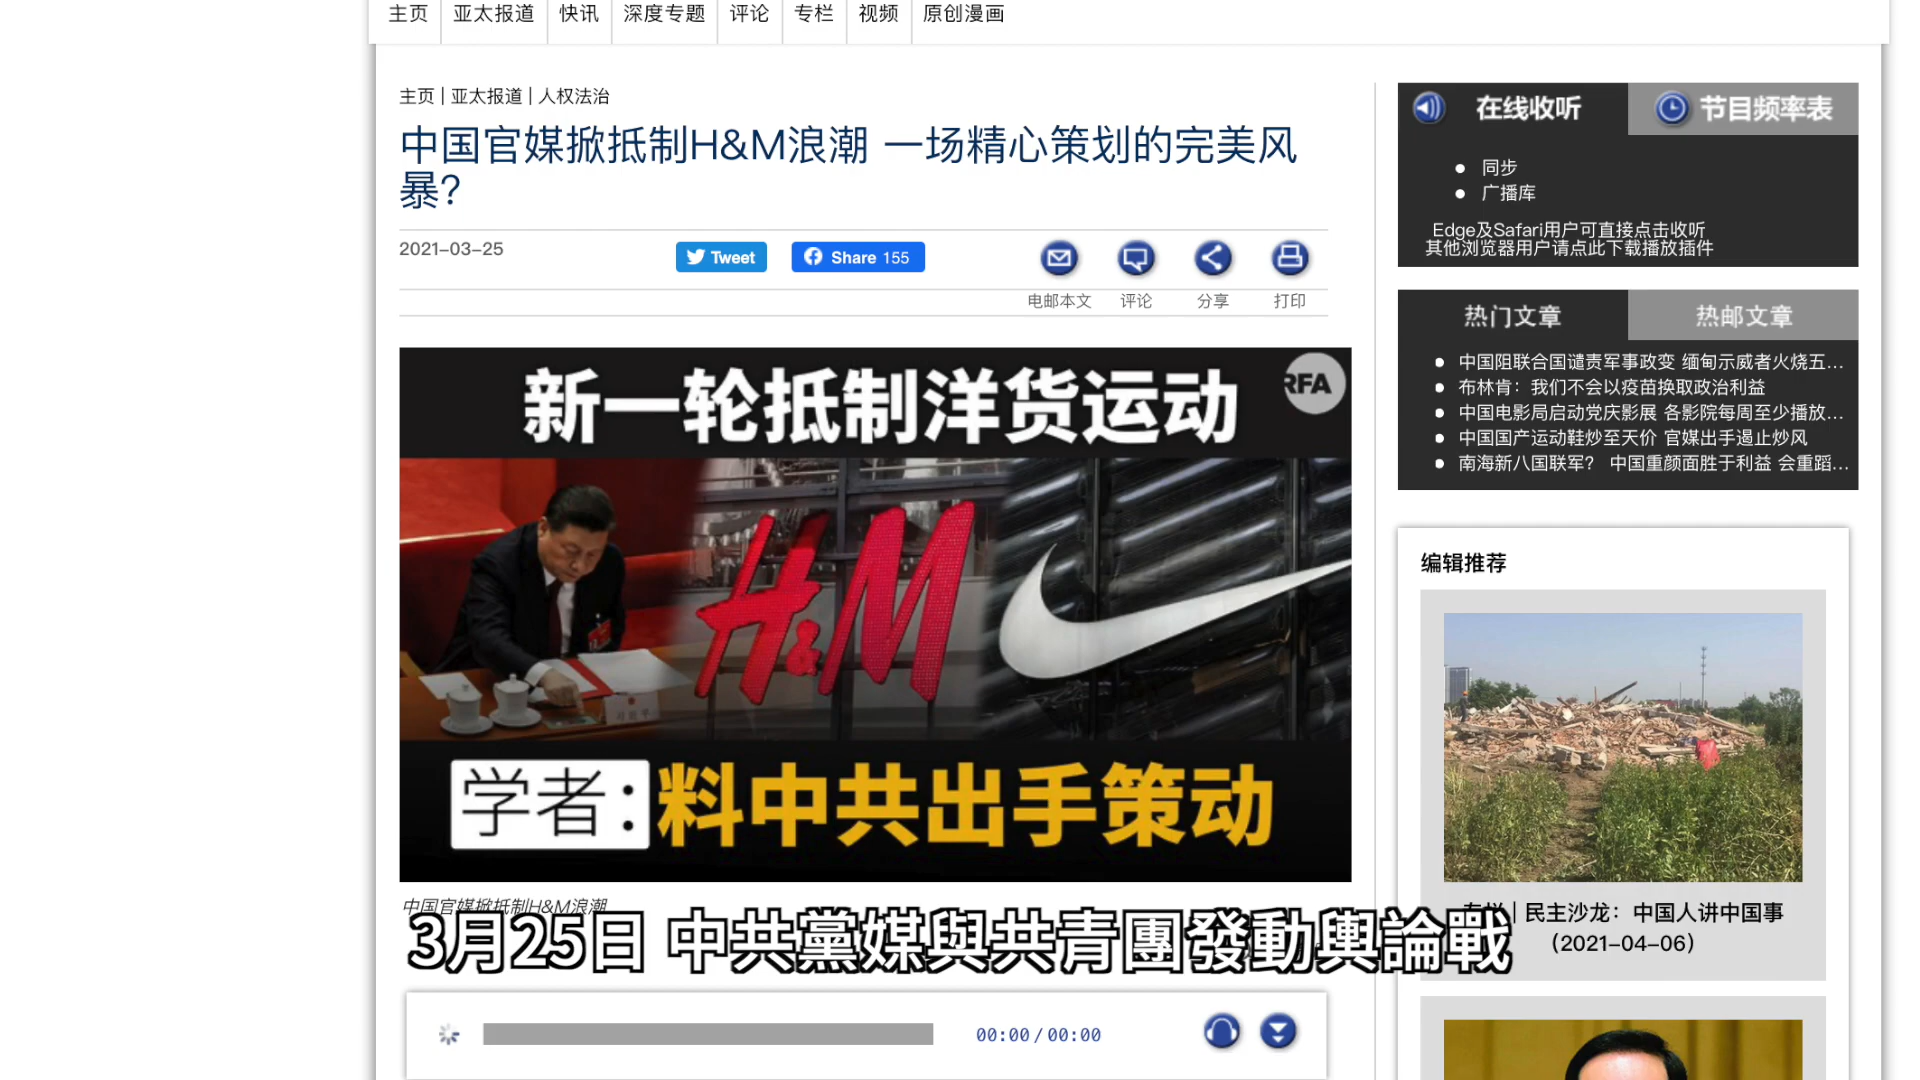 主页
亚太报道
快讯
深度专题
评论
专栏
视频
原创漫画
主页 | 亚太报道 | 人权法治
中国官媒掀抵制H&M浪潮 一场精心策划的完美风
暴？
2021-03-25
Tweet
Share 155
电邮本文
评论
分享
打印
新一轮抵制洋货运动
RFA
H&M
学者：料中共出手策动
中国官媒掀抵制H&M浪潮
3月25日 中共黨媒與共青團發動輿論戰
00:00/00:00
在线收听
节目频率表
同步
广播库
Edge及Safari用户可直接点击收听
其他浏览器用户请点此下载播放插件
热门文章
热邮文章
中国阻联合国谴责军事政变 缅甸示威者火烧五...
布林肯：我们不会以疫苗换取政治利益
中国电影局启动党庆影展 各影院每周至少播放...
中国国产运动鞋炒至天价 官媒出手遏止炒风
南海新八国联军？ 中国重颜面胜于利益 会重蹈...
编辑推荐
专栏 | 民主沙龙：中国人讲中国事
（2021-04-06）